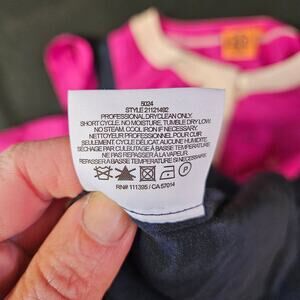 5024
STYLE 21121492
PROFESSIONAL DRYCLEAN ONLY.
SHORT CYCLE. NO MOISTURE, TUMBLE DRY LOW.
NO STEAM. COOL IRON IF NECESSARY.
NETTOYEUR PROFESSIONNEL POUR CUIR
SEULEMENT CYCLE DÉLICAT, AUCUNE HUMIDITE.
SÉCHAGE PAR CULBUTAGE À BASSE TEMPÉRATURE
NE PAS REPASSER À LA VAPEUR.
REPASSER À BASSE TEMPÉRATURE SI NÉCESSAIRE
P
RN# 111395 / CA 57014